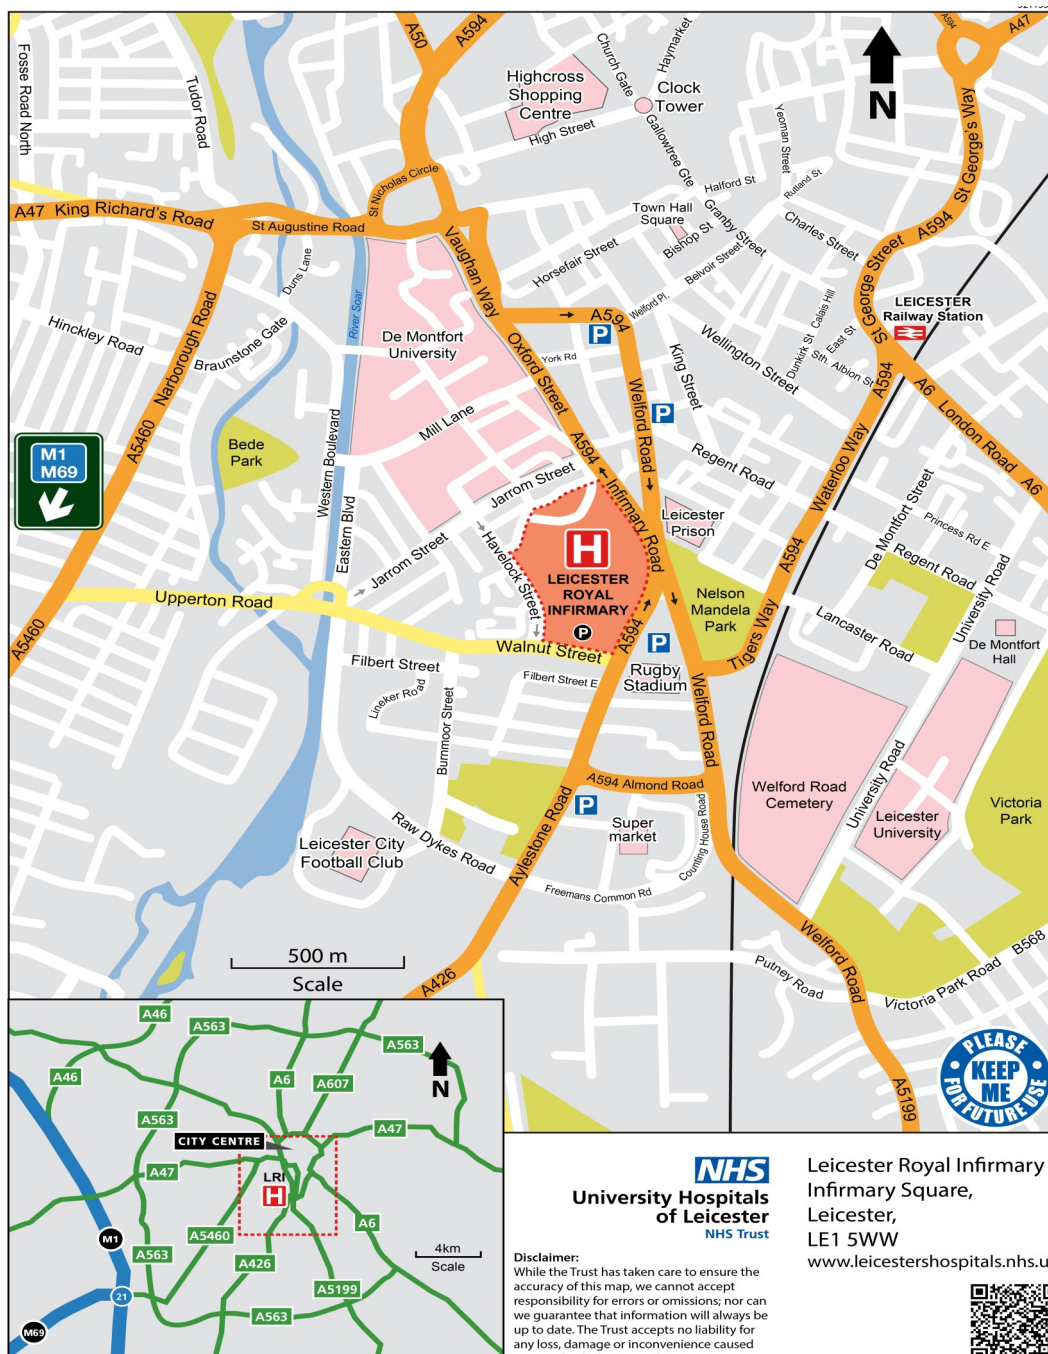 A50
A594
A594
A47
Fosse Road North
Tudor Road
Church Gate
Haymarket
Highcross
Shopping
Centre
Clock
Tower
N
High Street
Gallowtree Gte
Yeoman Street
St George's Way
St Nicholas Circle
Halford St
Rutland St
A47 King Richard's Road
St Augustine Road
Town Hall
Square
Bishop St
Granby Street
Charles Street
A594
Vaughan Way
Horsefair Street
Belvoir Street
St George Street
Duns Lane
River Soar
Welford Pl.
Calais Hill
LEICESTER
Railway Station
Hinckley Road
Narborough Road
Braunstone Gate
De Montfort
University
A594
P
Oxford Street
York Rd
King Street
Wellington Street
Dunkirk St
East St
Sth. Albion St
A594
A6
London Road
A6
Welford Road
P
Mill Lane
A594
Bede
Park
Western Boulevard
Eastern Blvd
A5460
M1
M69
Jarrom Street
Infirmary Road
Regent Road
Waterloo Way
De Montfort Street
Princess Rd E
Leicester
Prison
Regent Road
University Road
Havelock Street
H
LEICESTER
ROYAL
INFIRMARY
P
Jarrom Street
Upperton Road
A594
Nelson
Mandela
Park
Lancaster Road
De Montfort
Hall
A5460
Walnut Street
A594
P
Rugby
Stadium
Tigers Way
Filbert Street
Filbert Street E
Lineker Road
Burnmoor Street
Welford Road
A594 Almond Road
Welford Road
Cemetery
University Road
Leicester
University
Victoria
Park
P
Super
market
Counting House Road
Leicester City
Football Club
Raw Dykes Road
Aylestone Road
Freemans Common Rd
500 m
Scale
A426
Putney Road
Welford Road
Victoria Park Road
B568
A5199
PLEASE
KEEP
ME
FOR FUTURE USE
A46
A563
A563
A46
A6
A607
N
A563
A47
CITY CENTRE
A47
LRI
H
A6
M1
A5460
A563
A426
4km
Scale
A5199
21
A563
M69
NHS
University Hospitals
of Leicester
NHS Trust
Leicester Royal Infirmary
Infirmary Square,
Leicester,
LE1 5WW
www.leicestershospitals.nhs.u
Disclaimer:
While the Trust has taken care to ensure the
accuracy of this map, we cannot accept
responsibility for errors or omissions; nor can
we guarantee that information will always be
up to date. The Trust accepts no liability for
any loss, damage or inconvenience caused